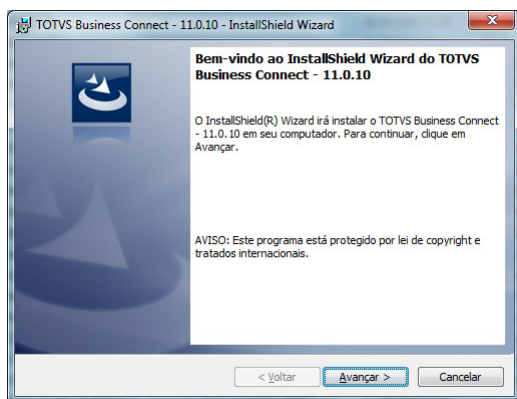 TOTVS Business Connect - 11.0.10 - InstallShield Wizard
Bem-vindo ao InstallShield Wizard do TOTVS
Business Connect - 11.0.10
O InstallShield(R) Wizard irá instalar o TOTVS Business Connect
- 11.0.10 em seu computador. Para continuar, clique em
Avançar.
AVISO: Este programa está protegido por lei de copyright e
tratados internacionais.
< Voltar
Avançar >
Cancelar